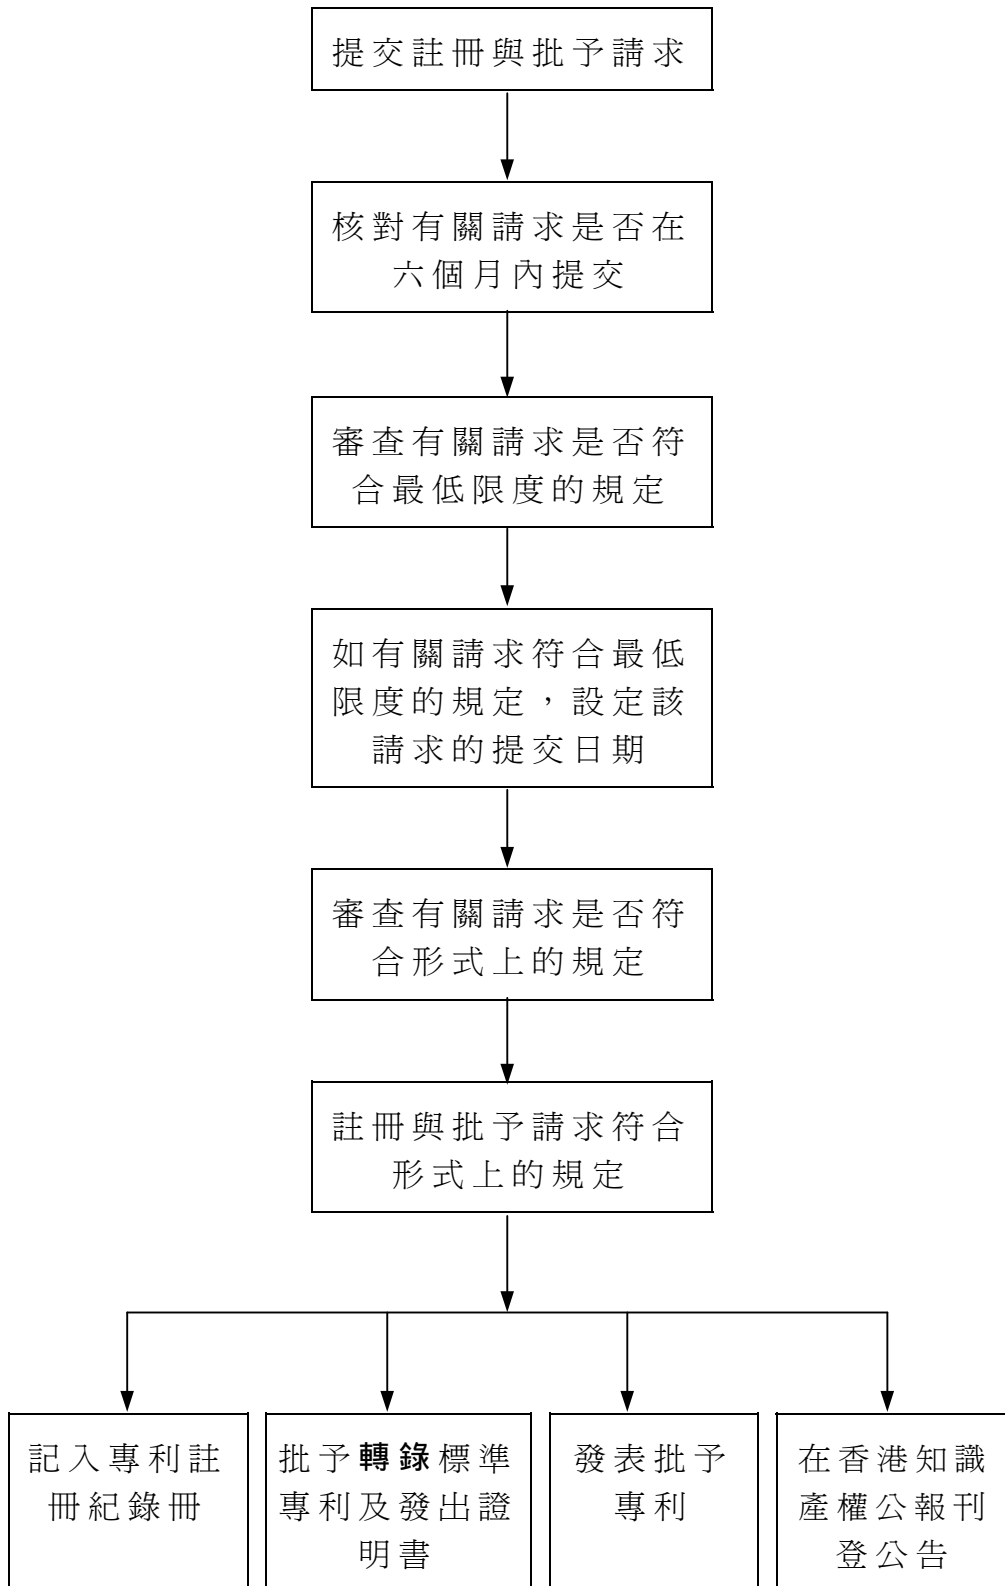 提交註冊與批予請求
核對有關請求是否在
六個月內提交
審查有關請求是否符
合最低限度的規定
如有關請求符合最低
限度的規定，設定該
請求的提交日期
審查有關請求是否符
合形式上的規定
註冊與批予請求符合
形式上的規定
記入專利註
冊紀錄冊
批予轉錄標準
專利及發出證
明書
發表批予
專利
在香港知識
產權公報刊
登公告